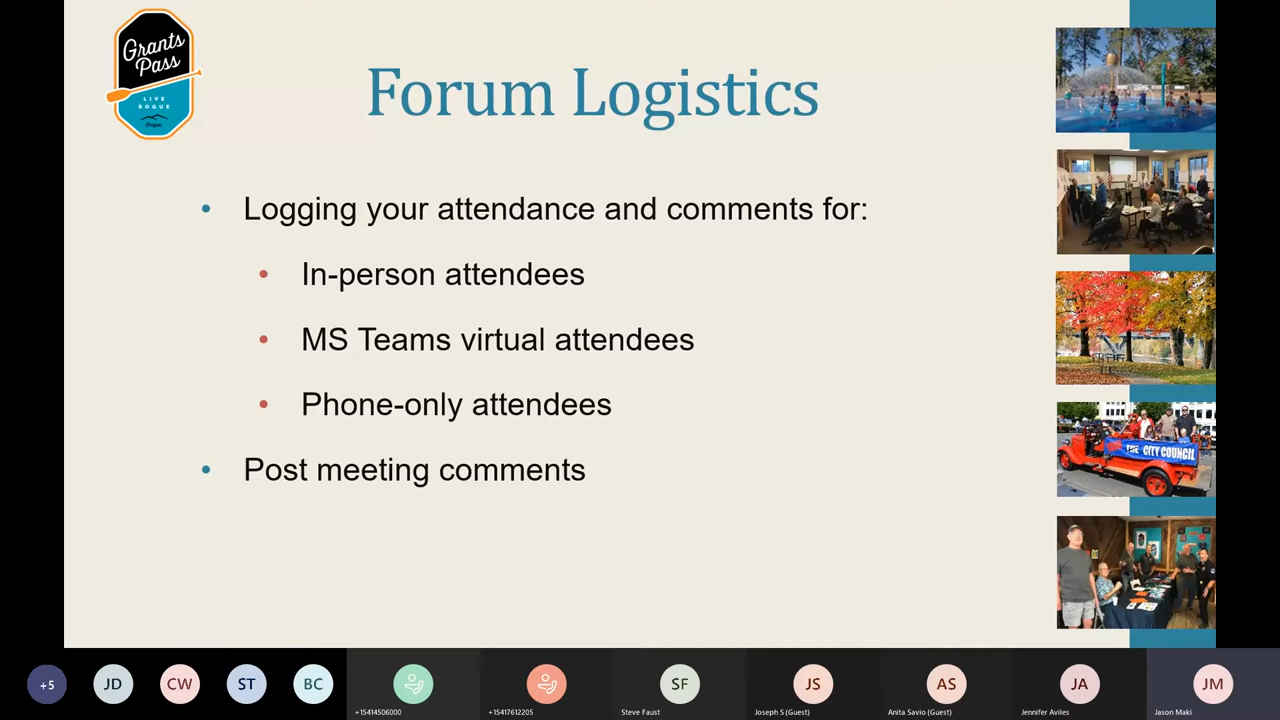 Grants
Pass
LIVE
ROGUE
Oregon
Forum Logistics
• Logging your attendance and comments for:
• In-person attendees
• MS Teams virtual attendees
• Phone-only attendees
• Post meeting comments
THE CITY COUNCIL
+5
JD
CW
ST
BC
+15414506000
+15417612205
SF
Steve Faust
JS
Joseph S (Guest)
AS
Anita Savio (Guest)
JA
Jennifer Aviles
JM
Jason Maki